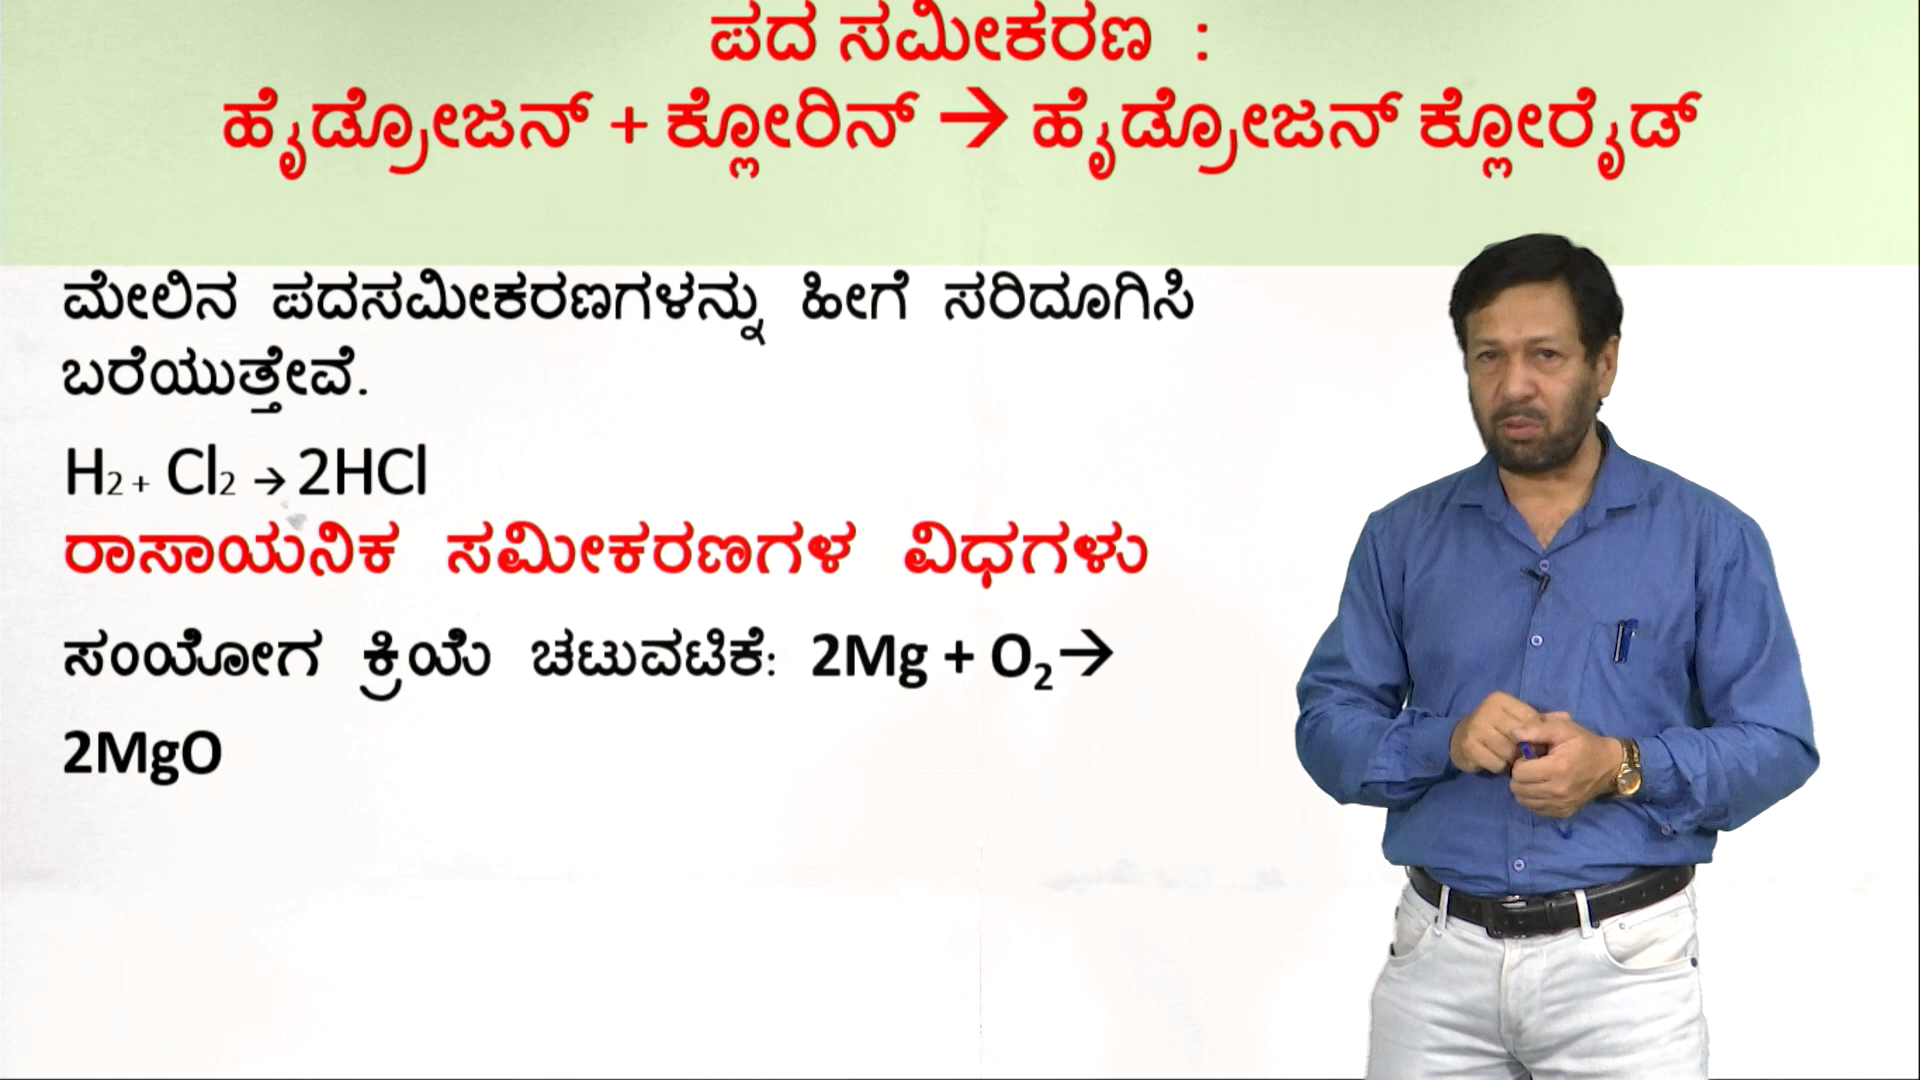 ಪದ ಸಮೀಕರಣ :
ಹೈಡ್ರೋಜನ್ + ಕ್ಲೋರಿನ್ → ಹೈಡ್ರೋಜನ್ ಕ್ಲೋರೈಡ್
ಮೇಲಿನ ಪದಸಮೀಕರಣಗಳನ್ನು ಹೀಗೆ ಸರಿದೂಗಿಸಿ
ಬರೆಯುತ್ತೇವೆ.
H₂ + Cl₂ → 2HCl
ರಾಸಾಯನಿಕ ಸಮೀಕರಣಗಳ ವಿಧಗಳು
ಸಂಯೋಗ ಕ್ರಿಯೆ ಚಟುವಟಿಕೆ: 2Mg + O₂→
2MgO